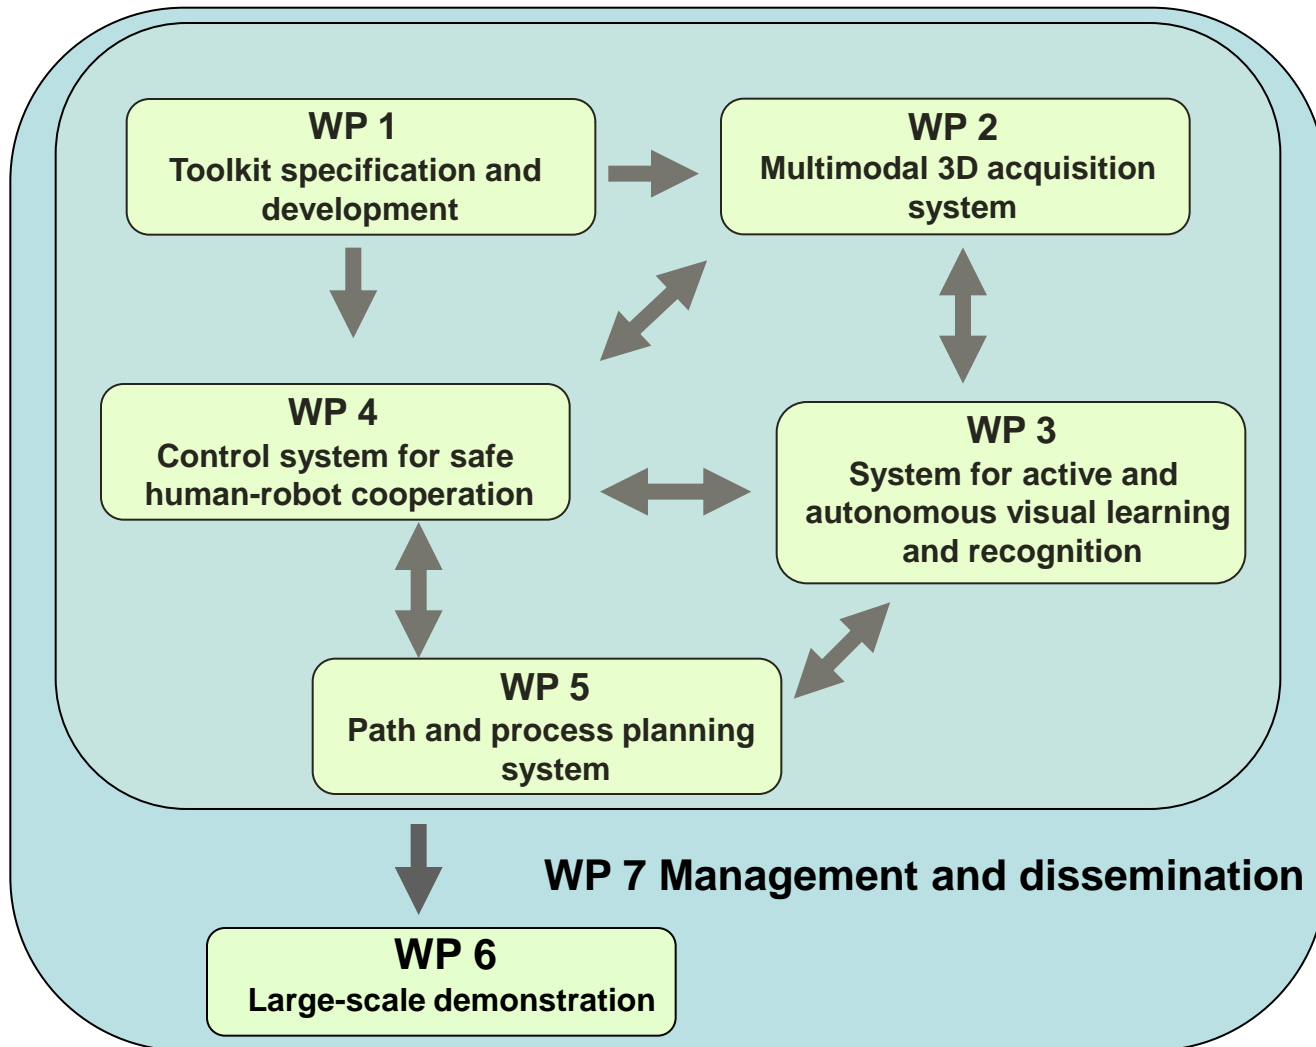 WP 1
Toolkit specification and
development
WP 2
Multimodal 3D acquisition
system
WP 4
Control system for safe
human-robot cooperation
WP 3
System for active and
autonomous visual learning
and recognition
WP 5
Path and process planning
system
WP 7 Management and dissemination
WP 6
Large-scale demonstration